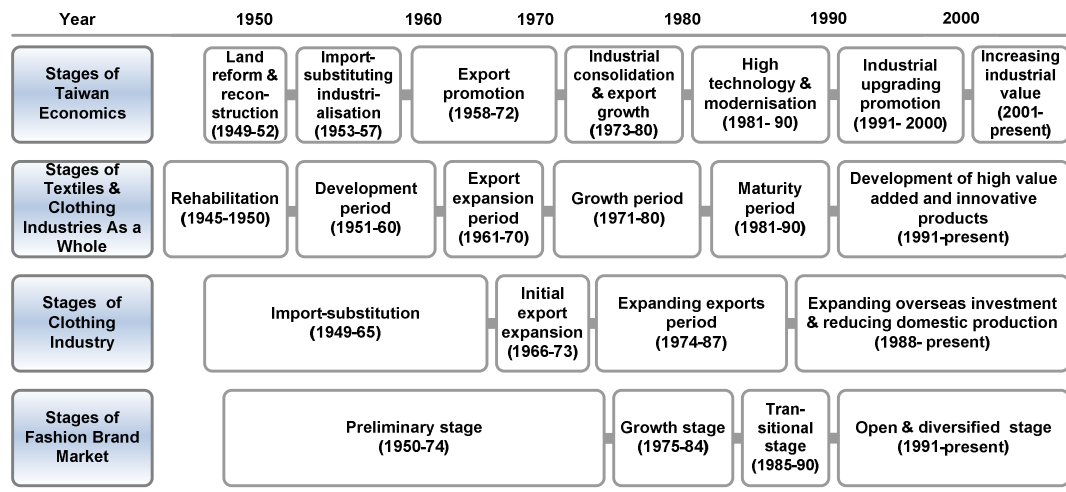 Year 1950 1960 1970 1980 1990 2000
Stages of
Taiwan
Economics
Land
reform &
recon-
struction
(1949-52)
Import-
substituting
industri-
alisation
(1953-57)
Export
promotion
(1958-72)
Industrial
consolidation
& export
growth
(1973-80)
High
technology &
modernisation
(1981- 90)
Industrial
upgrading
promotion
(1991- 2000)
Increasing
industrial
value
(2001-
present)
Stages of
Textiles &
Clothing
Industries As a
Whole
Rehabilitation
(1945-1950)
Development
period
(1951-60)
Export
expansion
period
(1961-70)
Growth period
(1971-80)
Maturity
period
(1981-90)
Development of high value
added and innovative
products
(1991-present)
Stages of
Clothing
Industry
Import-substitution
(1949-65)
Initial
export
expansion
(1966-73)
Expanding exports
period
(1974-87)
Expanding overseas investment
& reducing domestic production
(1988- present)
Stages of
Fashion Brand
Market
Preliminary stage
(1950-74)
Growth stage
(1975-84)
Tran-
sitional
stage
(1985-90)
Open & diversified stage
(1991-present)